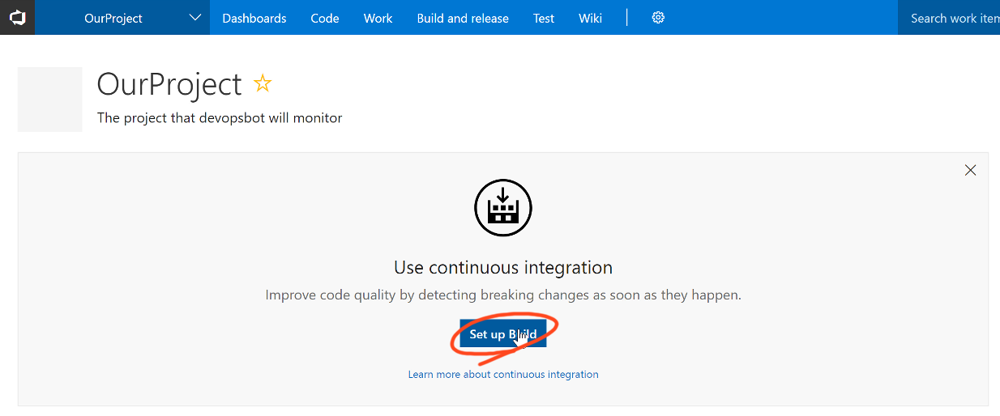 OurProject Dashboards Code Work Build and release Test Wiki Search work item
OurProject
The project that devopsbot will monitor
Use continuous integration
Improve code quality by detecting breaking changes as soon as they happen.
Set up Build
Learn more about continuous integration